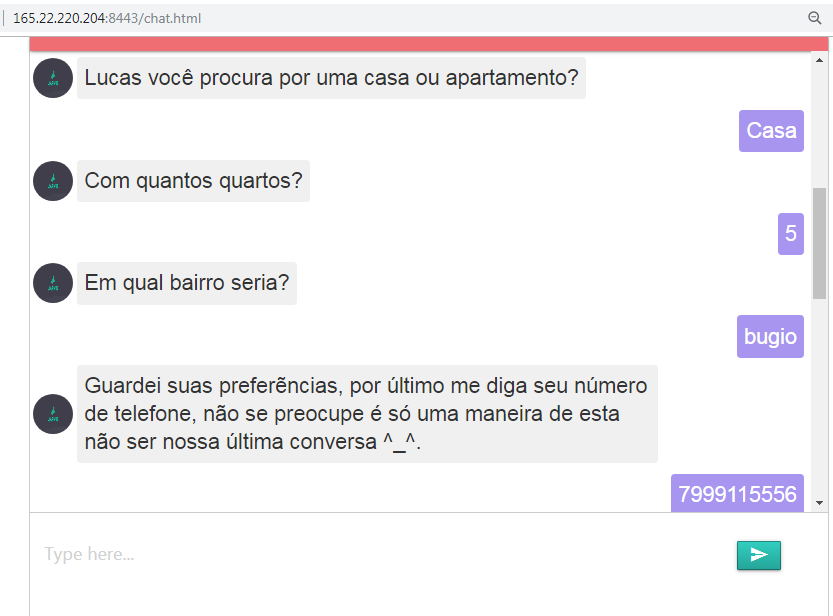 165.22.220.204:8443/chat.html
Lucas você procura por uma casa ou apartamento?
Casa
Com quantos quartos?
5
Em qual bairro seria?
bugio
Guardei suas preferências, por último me diga seu número
de telefone, não se preocupe é só uma maneira de esta
não ser nossa última conversa ^_^.
7999115556
Type here...